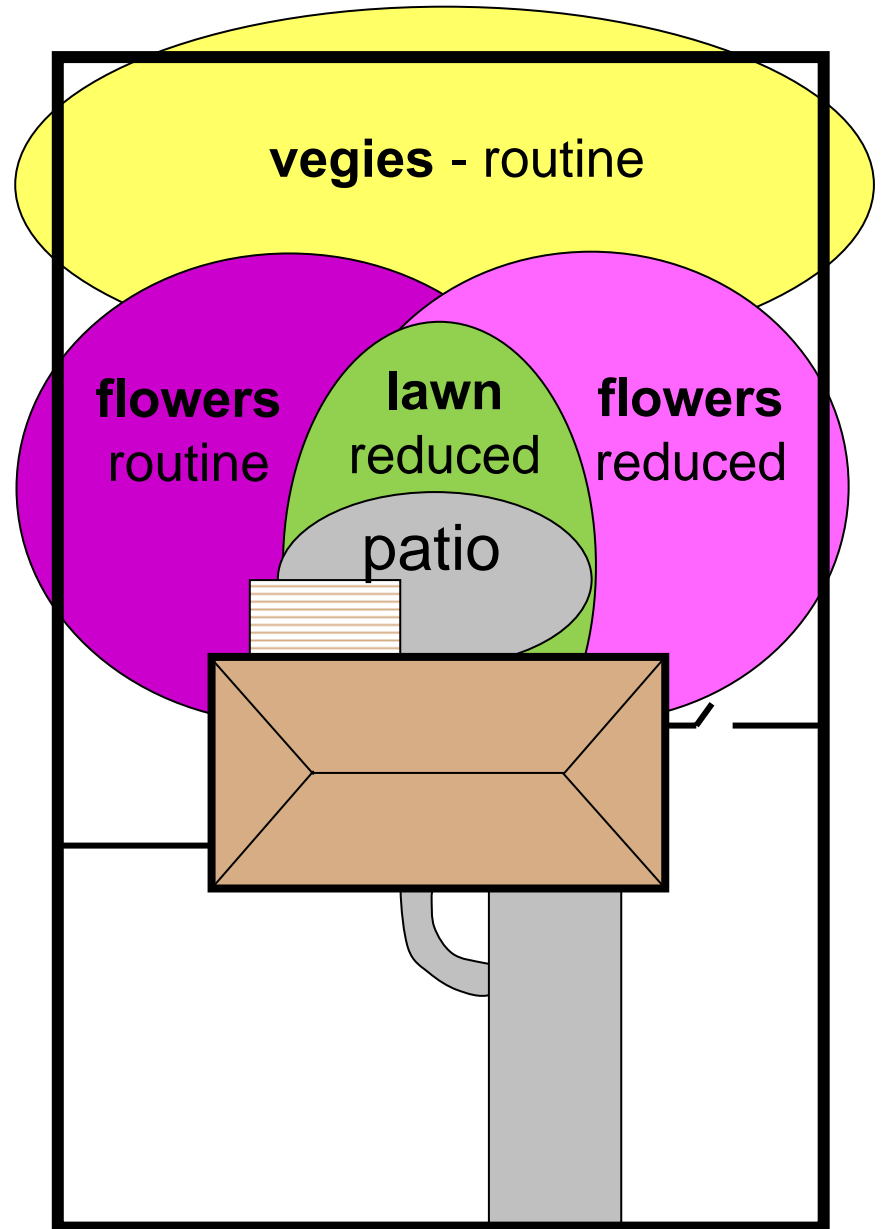 vegies - routine
flowers
routine
lawn
reduced
flowers
reduced
patio